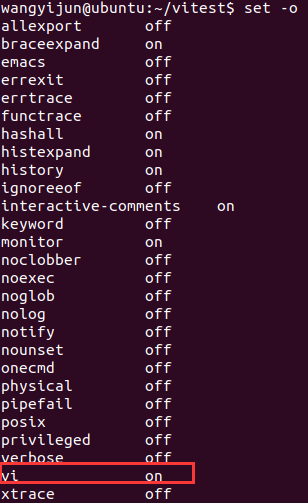 wangyijun@ubuntu:~/vitest$ set -o
allexport off
braceexpand on
emacs off
errexit off
errtrace off
functrace off
hashall on
histexpand on
history on
ignoreeof off
interactive-comments on
keyword off
monitor on
noclobber off
noexec off
noglob off
nolog off
notify off
nounset off
onecmd off
physical off
pipefail off
posix off
privileged off
verbose off
vi on
xtrace off